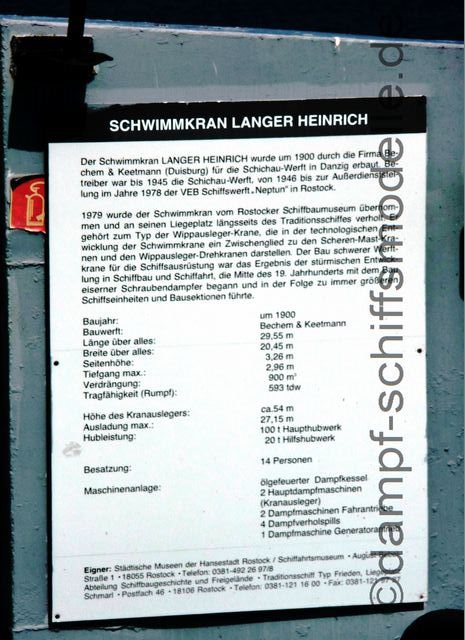 SCHWIMMKRAN LANGER HEINRICH
Der Schwimmkran LANGER HEINRICH wurde um 1900 durch die Firma Be-
chem & Keetmann (Duisburg) für die Schichau-Werft in Danzig erbaut. Be-
treiber war bis 1945 die Schichau-Werft, von 1946 bis zur Außerdienststel-
lung im Jahre 1978 der VEB Schiffswerft „Neptun" in Rostock.
1979 wurde der Schwimmkran vom Rostocker Schiffbaumuseum übernom-
men und an seinen Liegeplatz längsseits des Traditionsschiffes verholt. Er
gehört zum Typ der Wippausleger-Krane, die in der technologischen Ent-
wicklung der Schwimmkrane ein Zwischenglied zu den Scheren-Mast-Kra-
nen und den Wippausleger-Drehkranen darstellen. Der Bau schwerer Werft-
krane für die Schiffsausrüstung war das Ergebnis der stürmischen Entwick-
lung in Schiffbau und Schiffahrt, die Mitte des 19. Jahrhunderts mit dem Bau
eiserner Schraubendampfer begann und in der Folge zu immer größeren
Schiffseinheiten und Bausektionen führte.
Baujahr: um 1900
Bauwerft: Bechem & Keetmann
Länge über alles: 29,55 m
Breite über alles: 20,45 m
Seitenhöhe: 3,26 m
Tiefgang max.: 2,96 m
Verdrängung: 900 m³
Tragfähigkeit (Rumpf): 593 tdw
Höhe des Kranauslegers: ca.54 m
Ausladung max.: 27,15 m
Hubleistung: 100 t Haupthubwerk
20 t Hilfshubwerk
Besatzung: 14 Personen
Maschinenanlage: ölgefeuerter Dampfkessel
2 Hauptdampfmaschinen
(Kranausleger)
2 Dampfmaschinen Fahrantriebe
4 Dampfverholspills
1 Dampfmaschine Generatorantrieb
Eigner: Städtische Museen der Hansestadt Rostock / Schiffahrtsmuseum • August-Bebel-
Straße 1 • 18055 Rostock • Telefon: 0381-492 26 97/8
Abteilung Schiffbaugeschichte und Freigelände • Traditionsschiff Typ Frieden, Liegeplatz
Schmarl • Postfach 46 • 18106 Rostock • Telefon: 0381-121 16 00 • Fax: 0381-121
©dampf-schiffsmodelle.de